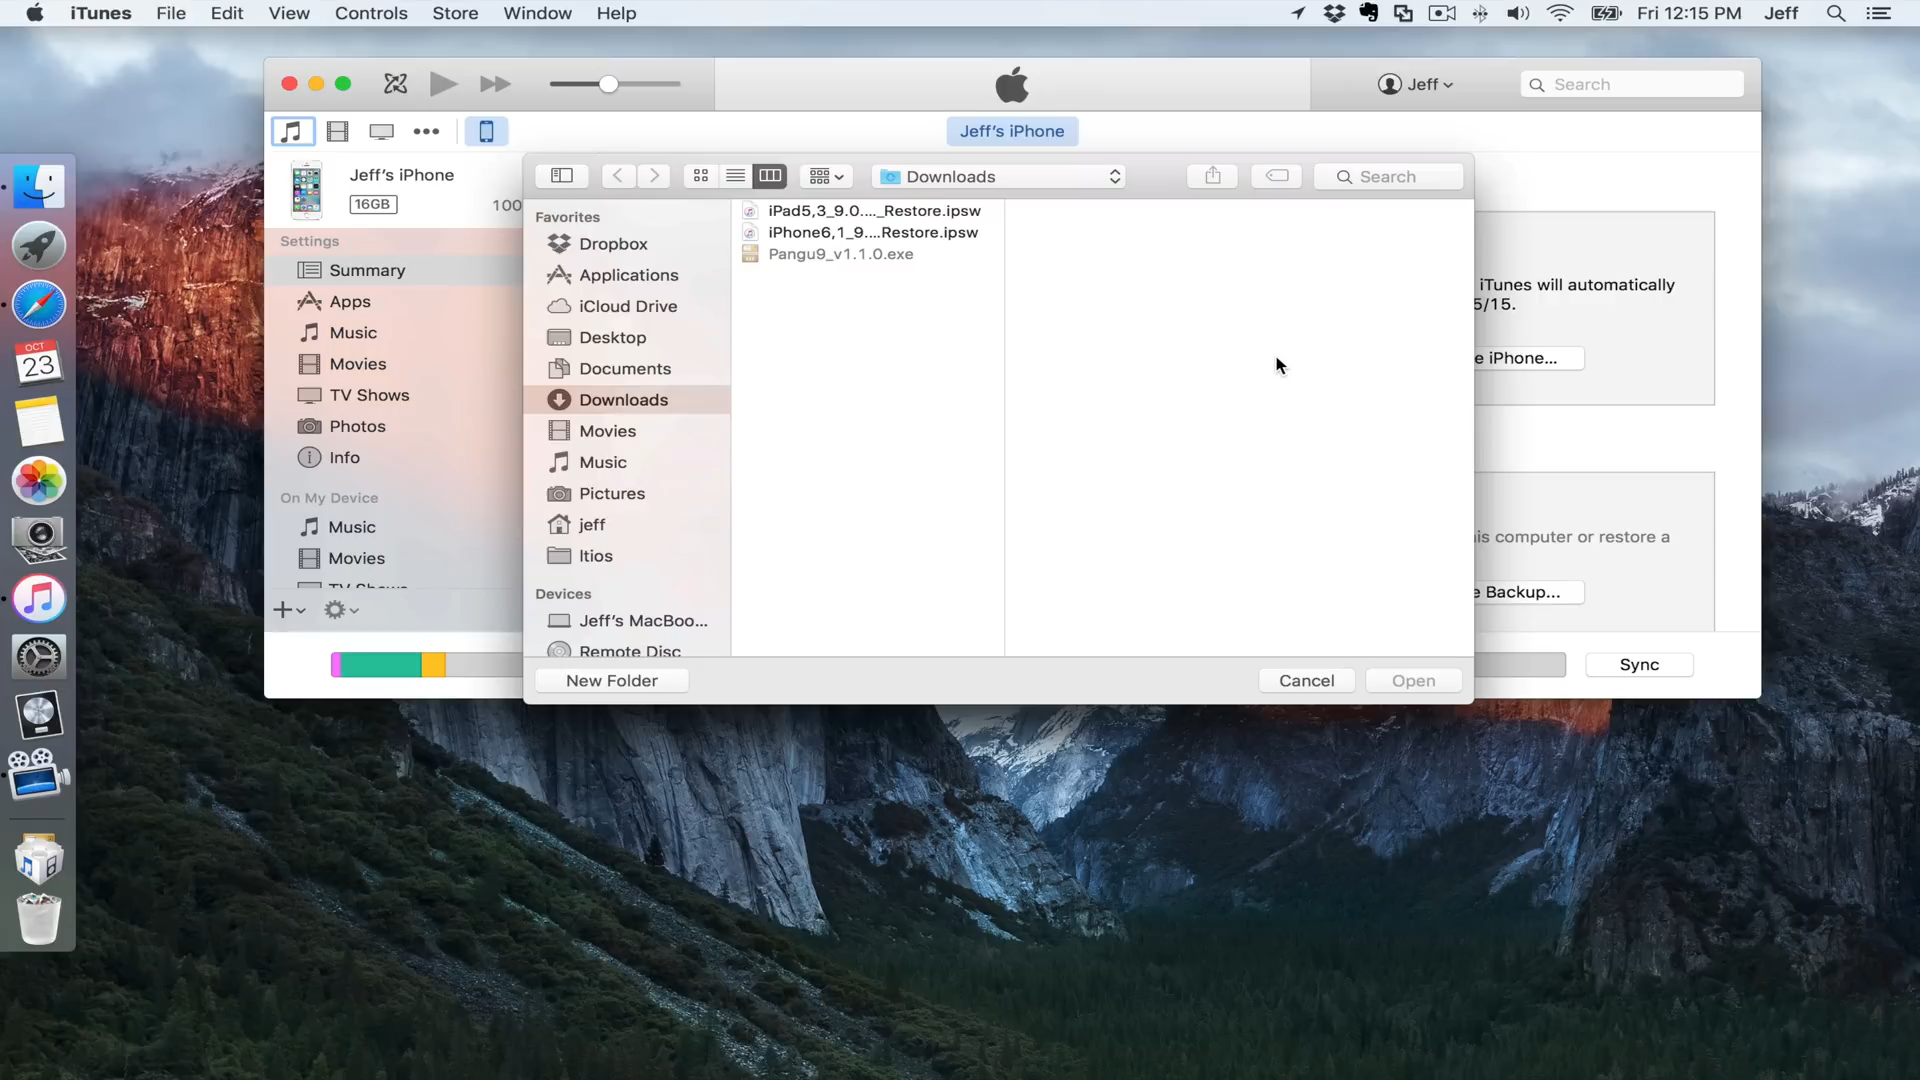 iTunes File Edit View Controls Store Window Help Fri 12:15 PM Jeff
Jeff Search
Jeff's iPhone
Jeff's iPhone
16GB 100
Settings
Summary
Apps
Music
Movies
TV Shows
Photos
Info
On My Device
Music
Movies
TV Shows
Downloads Search
Favorites
Dropbox
Applications
iCloud Drive
Desktop
Documents
Downloads
Movies
Music
Pictures
jeff
ltios
Devices
Jeff's MacBoo...
Remote Disc
iPad5,3_9.0...._Restore.ipsw
iPhone6,1_9....Restore.ipsw
Pangu9_v1.1.0.exe
New Folder Cancel Open
iTunes will automatically
5/15.
e iPhone...
his computer or restore a
e Backup...
Sync
OCT
23